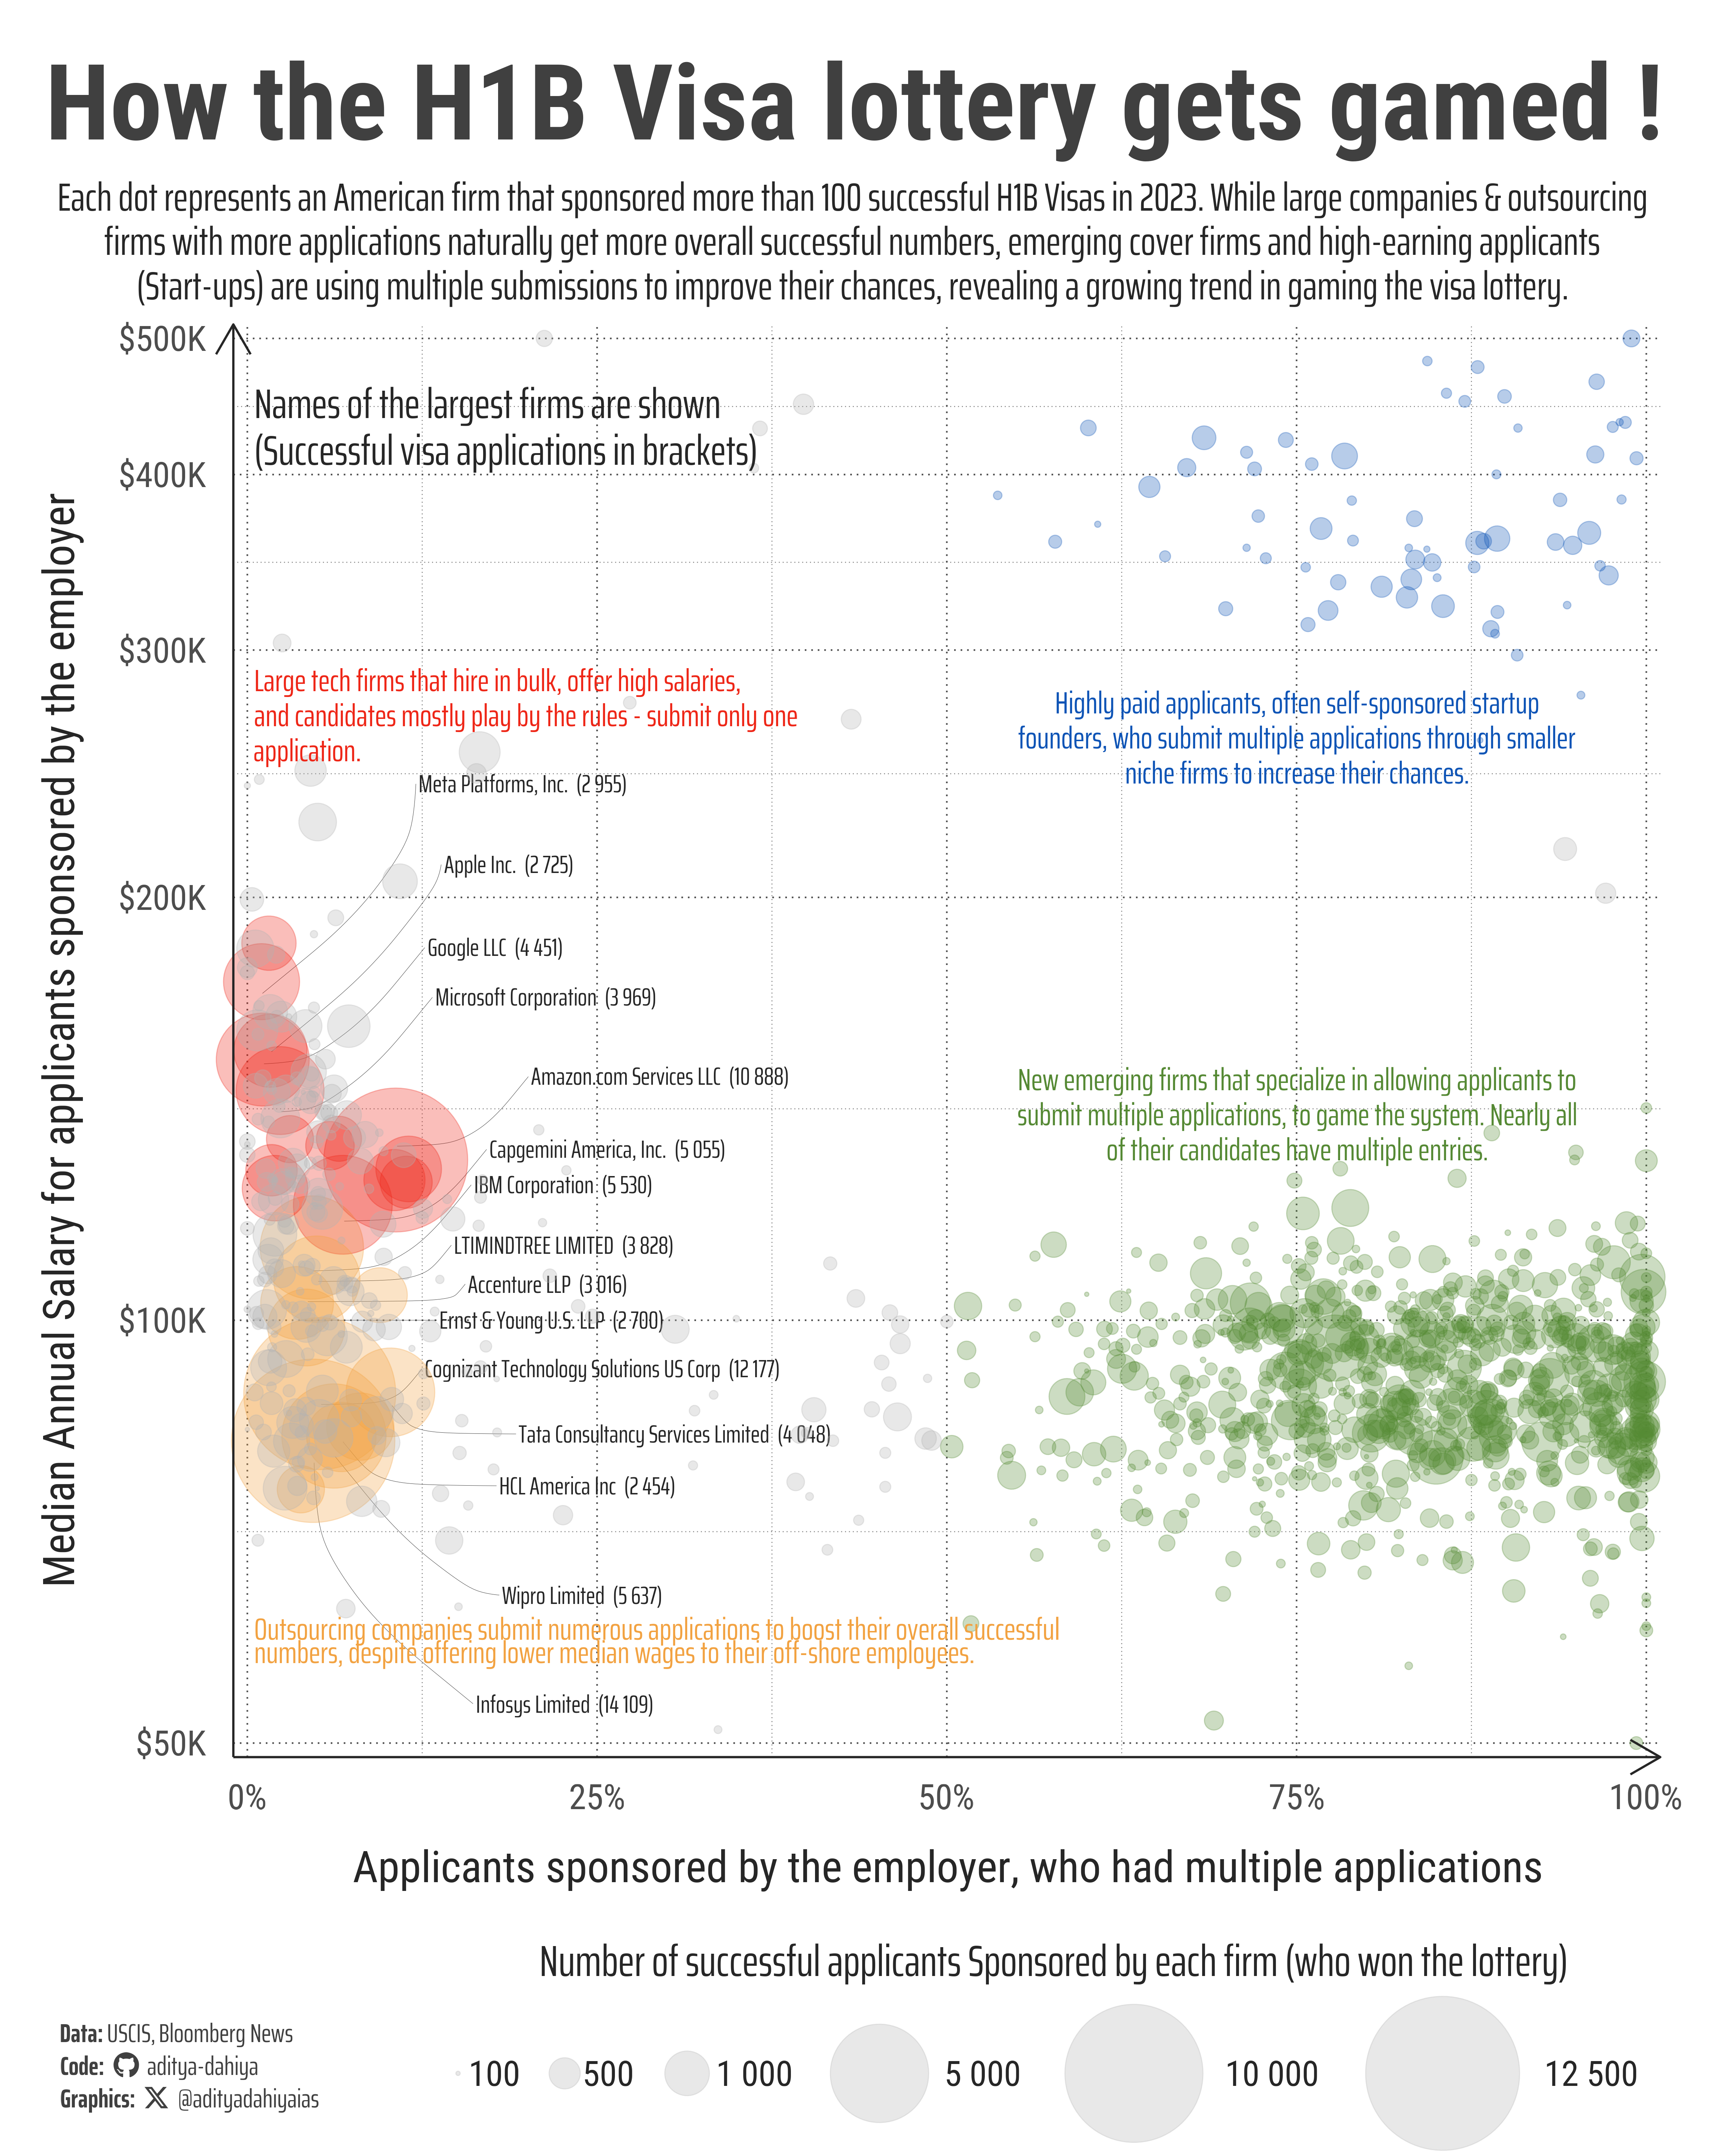 How the H1B Visa lottery gets gamed !
Each dot represents an American firm that sponsored more than 100 successful H1B Visas in 2023. While large companies & outsourcing
firms with more applications naturally get more overall successful numbers, emerging cover firms and high-earning applicants
(Start-ups) are using multiple submissions to improve their chances, revealing a growing trend in gaming the visa lottery.
Median Annual Salary for applicants sponsored by the employer
$500K
$400K
$300K
$200K
$100K
$50K
Names of the largest firms are shown
(Successful visa applications in brackets)
Large tech firms that hire in bulk, offer high salaries,
and candidates mostly play by the rules - submit only one
application.
Highly paid applicants, often self-sponsored startup
founders, who submit multiple applications through smaller
niche firms to increase their chances.
Meta Platforms, Inc. (2 955)
Apple Inc. (2 725)
Google LLC (4 451)
Microsoft Corporation (3 969)
Amazon.com Services LLC (10 888)
New emerging firms that specialize in allowing applicants to
submit multiple applications, to game the system. Nearly all
of their candidates have multiple entries.
Capgemini America, Inc. (5 055)
IBM Corporation (5 530)
LTIMINDTREE LIMITED (3 828)
Accenture LLP (3 016)
Ernst & Young U.S. LLP (2 700)
Cognizant Technology Solutions US Corp (12 177)
Tata Consultancy Services Limited (4 048)
HCL America Inc (2 454)
Wipro Limited (5 637)
Outsourcing companies submit numerous applications to boost their overall successful
numbers, despite offering lower median wages to their off-shore employees.
Infosys Limited (14 109)
0%
25%
50%
75%
100%
Applicants sponsored by the employer, who had multiple applications
Number of successful applicants Sponsored by each firm (who won the lottery)
100
500
1 000
5 000
10 000
12 500
Data: USCIS, Bloomberg News
Code: aditya-dahiya
Graphics: @adityadahiyaias